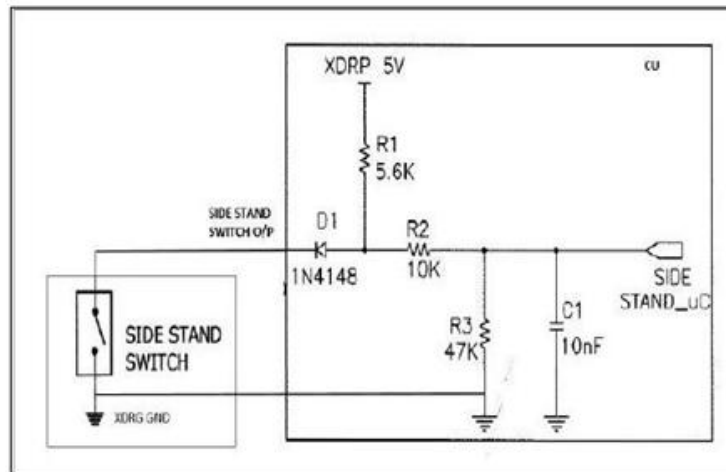 XDRP 5V
CU
R1
5.6K
SIDE STAND
SWITCH O/P
D1
1N4148
R2
10K
SIDE
STAND_uC
SIDE STAND
SWITCH
R3
47K
C1
10nF
XDRG GND